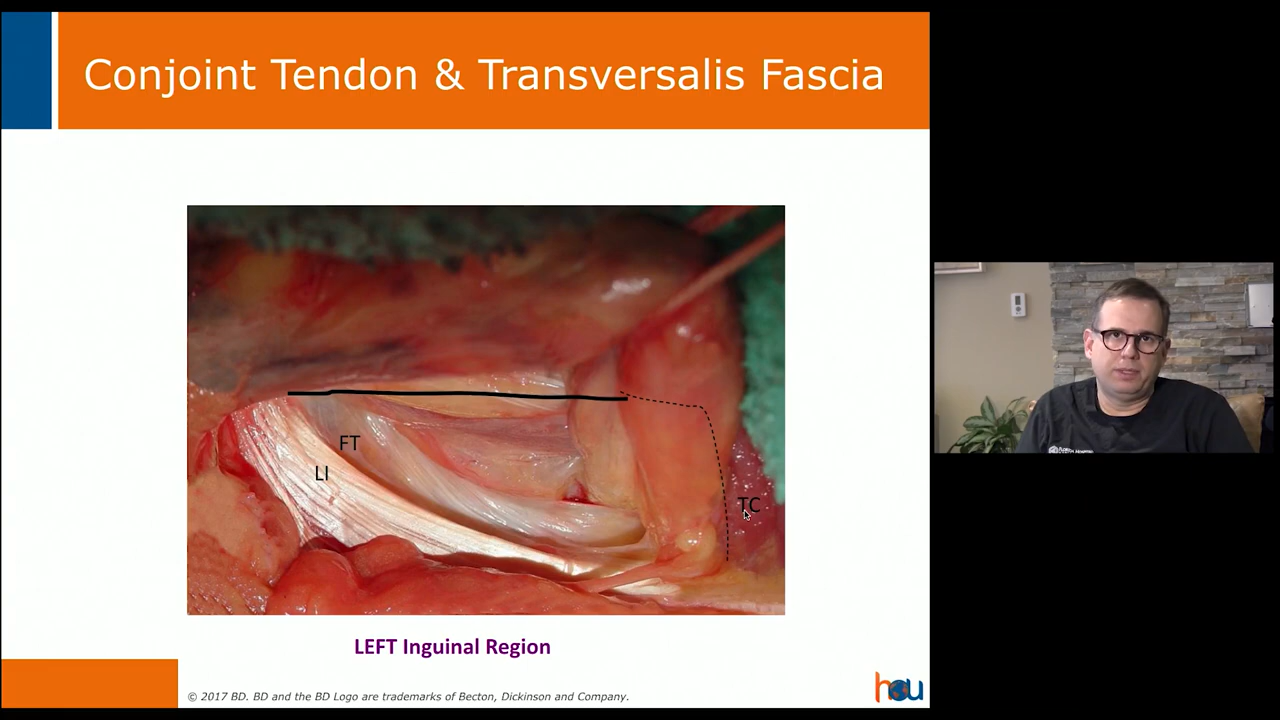 Conjoint Tendon & Transversalis Fascia
FT
LI
TC
LEFT Inguinal Region
© 2017 BD. BD and the BD Logo are trademarks of Becton, Dickinson and Company.
hou